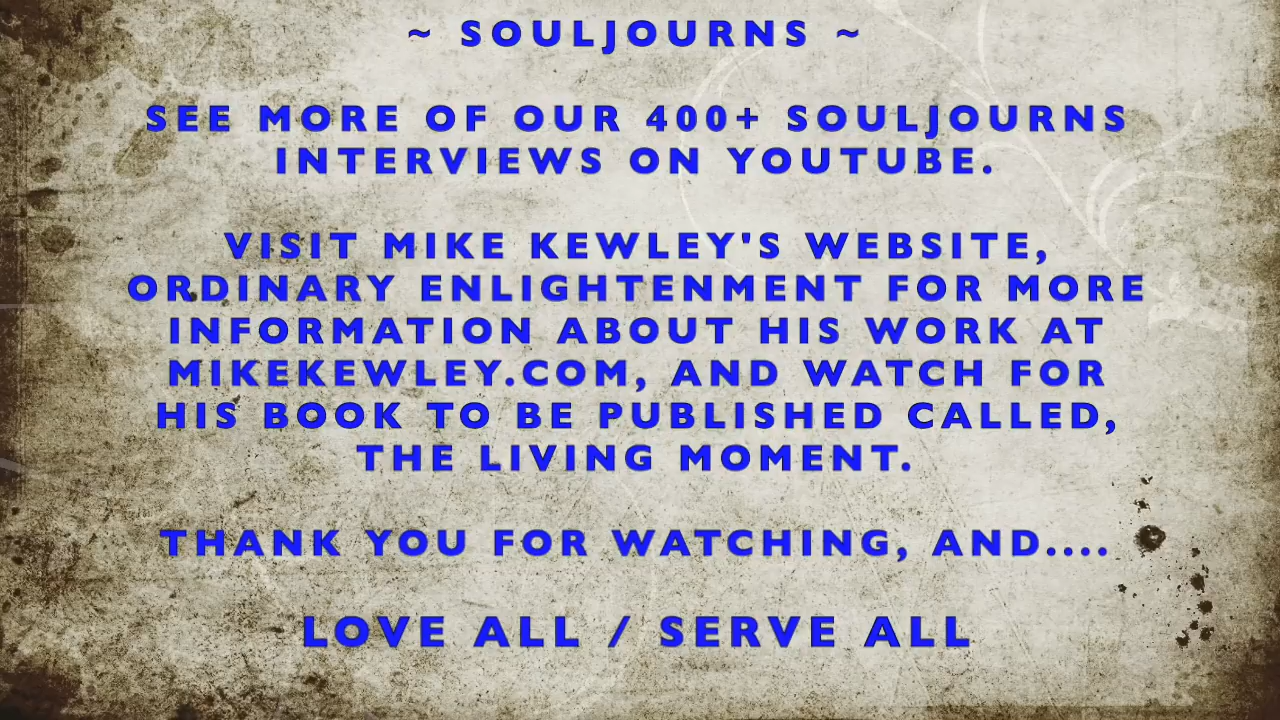 ~ SOULJOURNS ~
SEE MORE OF OUR 400+ SOULJOURNS
INTERVIEWS ON YOUTUBE.
VISIT MIKE KEWLEY'S WEBSITE,
ORDINARY ENLIGHTENMENT FOR MORE
INFORMATION ABOUT HIS WORK AT
MIKEKEWLEY.COM, AND WATCH FOR
HIS BOOK TO BE PUBLISHED CALLED,
THE LIVING MOMENT.
THANK YOU FOR WATCHING, AND....
LOVE ALL / SERVE ALL